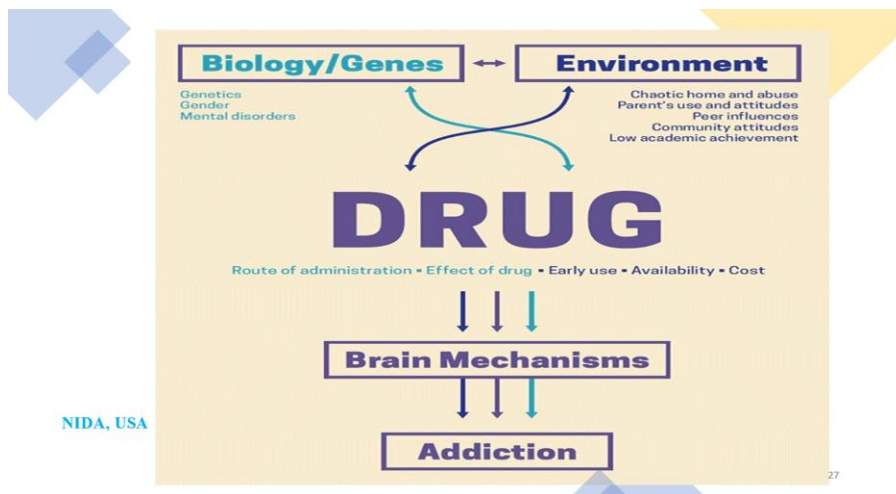 Biology/Genes
Environment
Genetics
Gender
Mental disorders
Chaotic home and abuse
Parent's use and attitudes
Peer influences
Community attitudes
Low academic achievement
DRUG
Route of administration ▪ Effect of drug ▪ Early use ▪ Availability ▪ Cost
Brain Mechanisms
Addiction
NIDA, USA
27